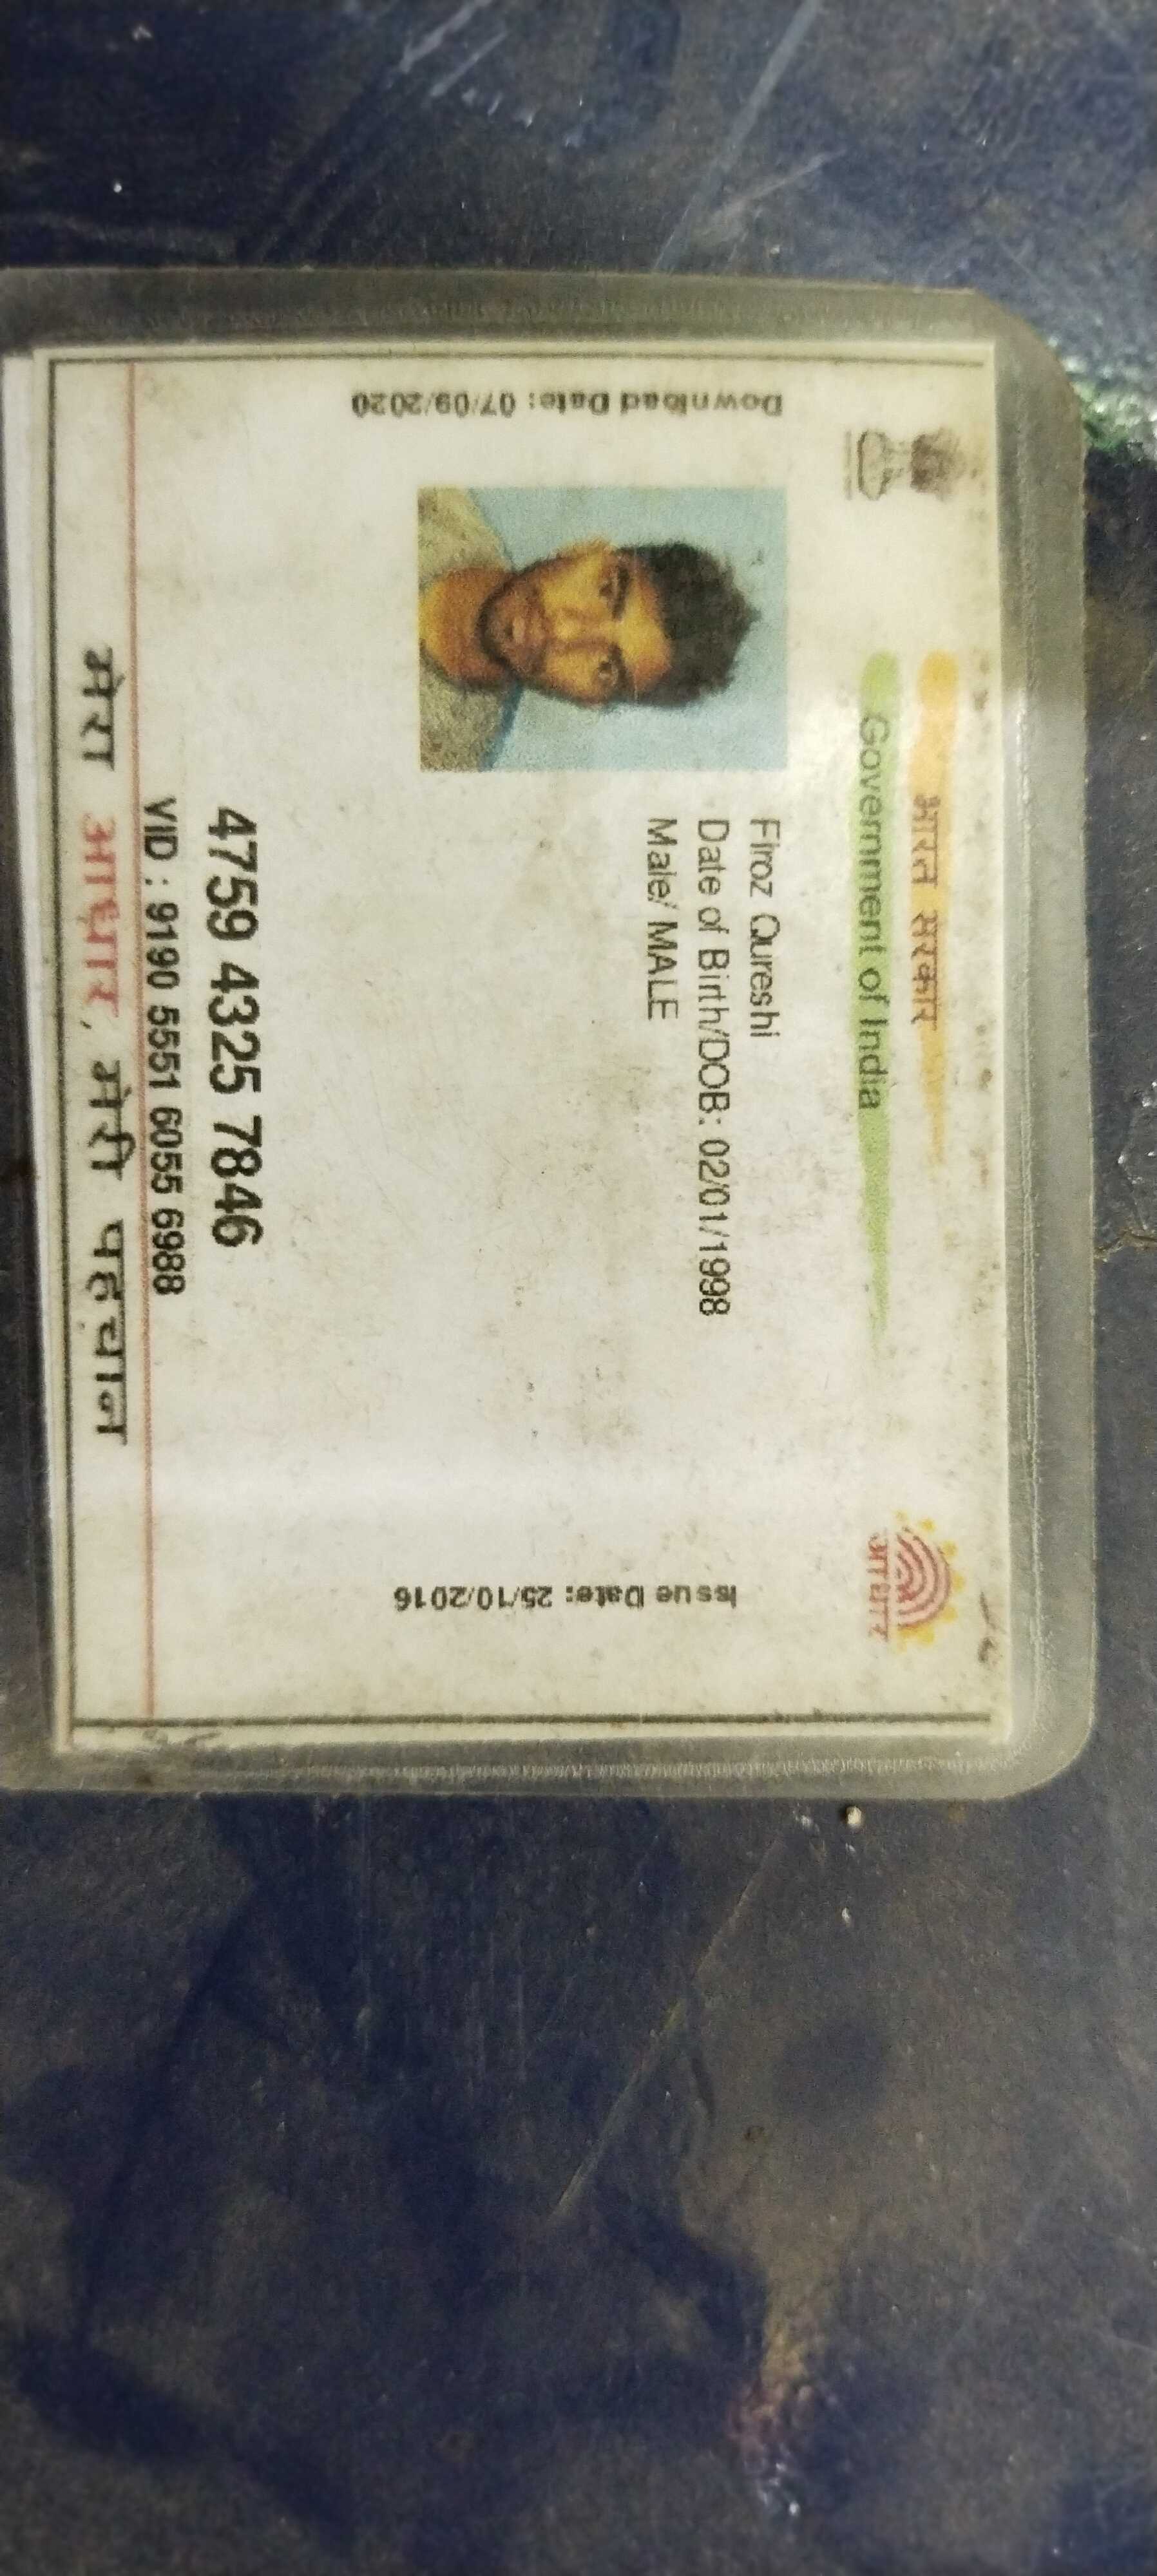 भारत सरकार
Government of India
Download Date: 07/09/2020
Firoz Qureshi
Date of Birth/DOB: 02/01/1998
Male/ MALE
Issue Date: 25/10/2016
आधार
4759 4325 7846
VID : 9190 5551 6055 6988
मेरा आधार, मेरी पहचान